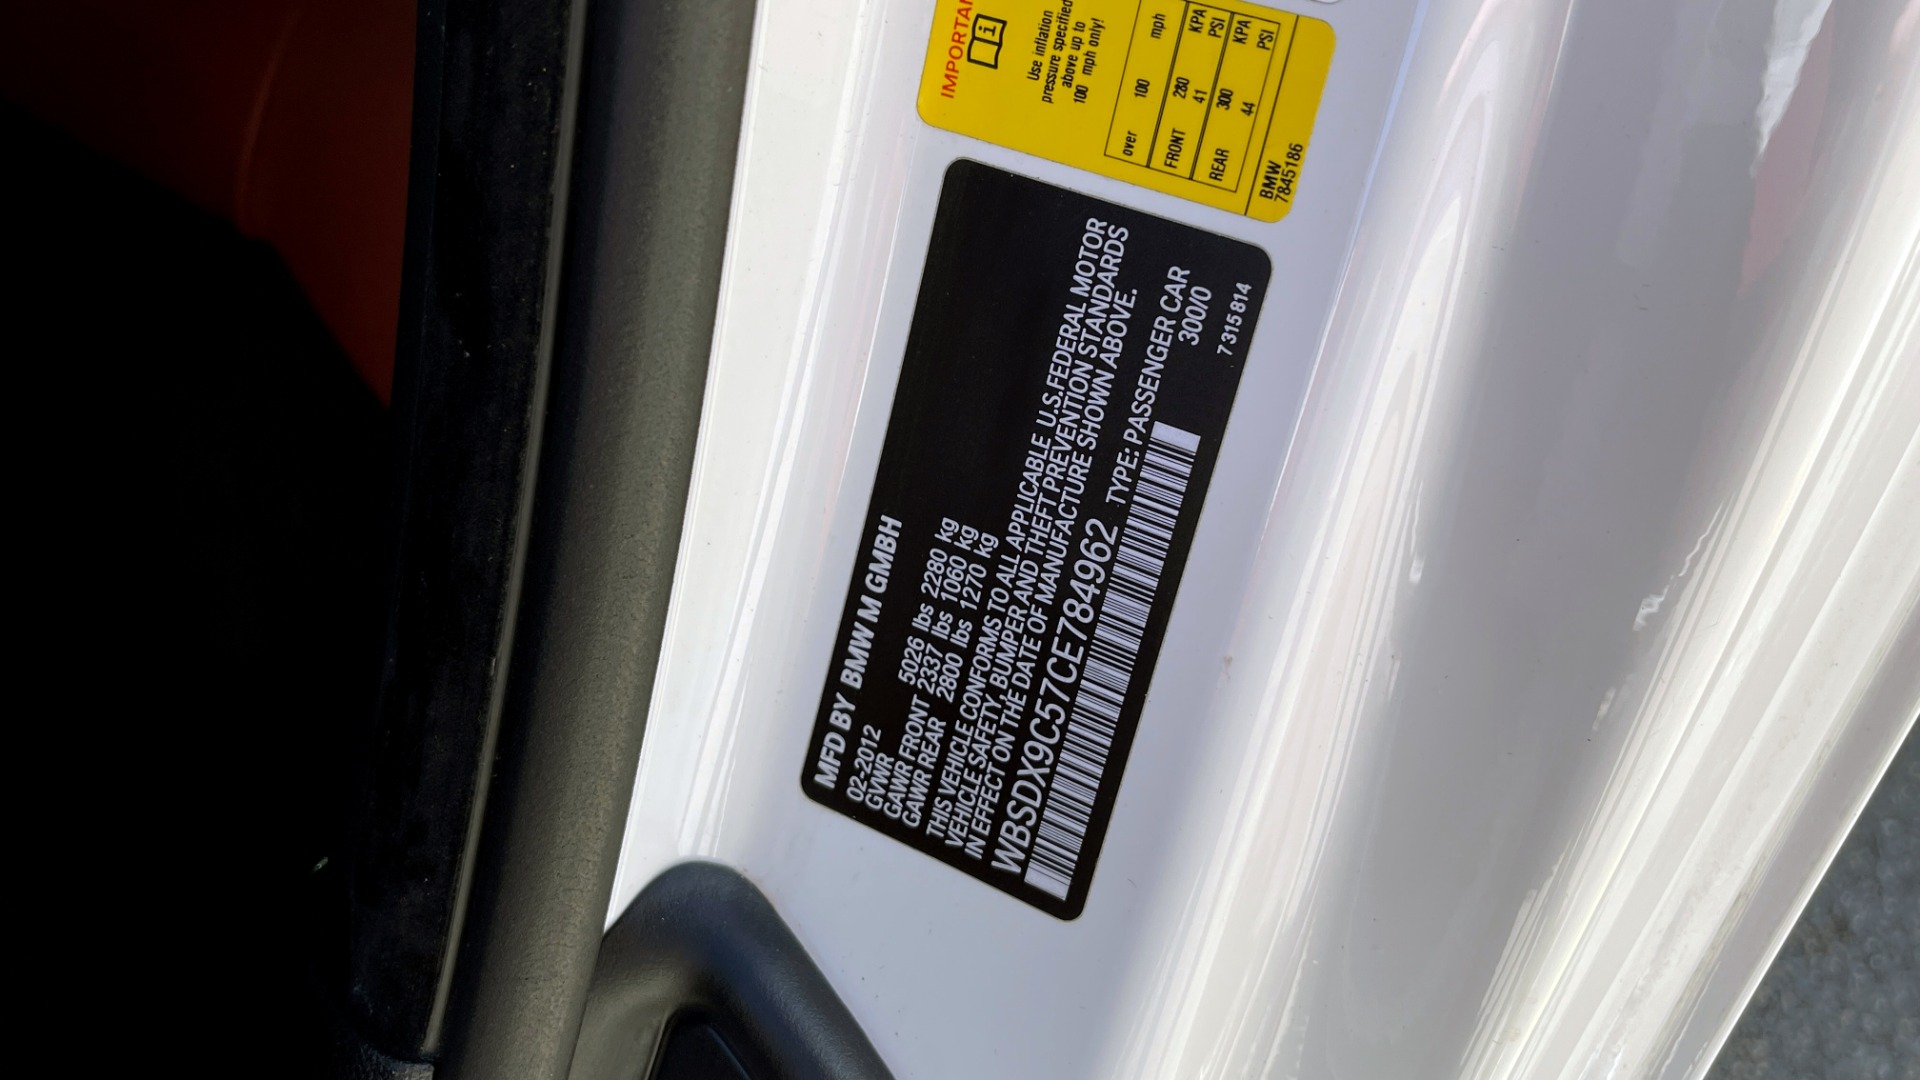 Use inflation
pressure specified
above up to
100 mph only!
over 100 mph
FRONT 280 KPA
41 PSI
REAR 300 KPA
44 PSI
BMW
7845186
MFD BY BMW M GMBH
02-2012
GVWR 5026 lbs 2280 kg
GAWR FRONT 2337 lbs 1060 kg
GAWR REAR 2800 lbs 1270 kg
THIS VEHICLE CONFORMS TO ALL APPLICABLE U.S.FEDERAL MOTOR
VEHICLE SAFETY, BUMPER AND THEFT PREVENTION STANDARDS
IN EFFECT ON THE DATE OF MANUFACTURE SHOWN ABOVE.
WBSDX9C57CE784962 TYPE: PASSENGER CAR
300/0
7315814